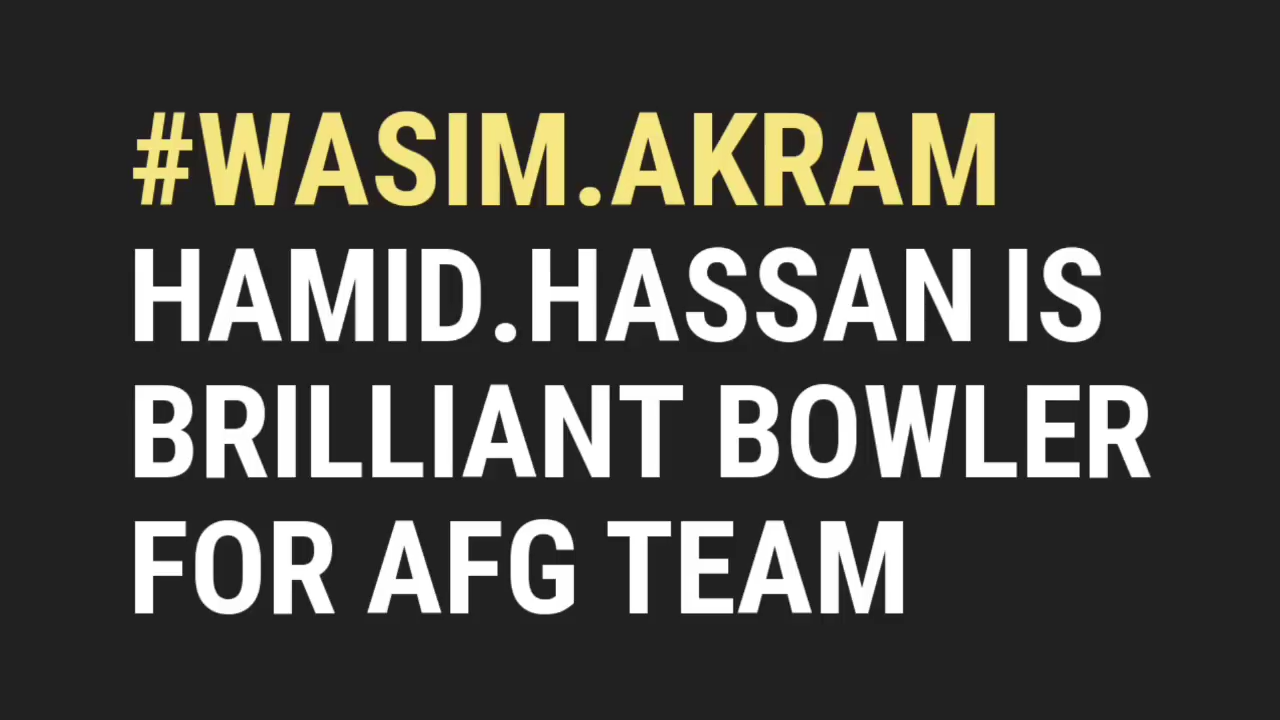 #WASIM.AKRAM
HAMID.HASSAN IS
BRILLIANT BOWLER
FOR AFG TEAM